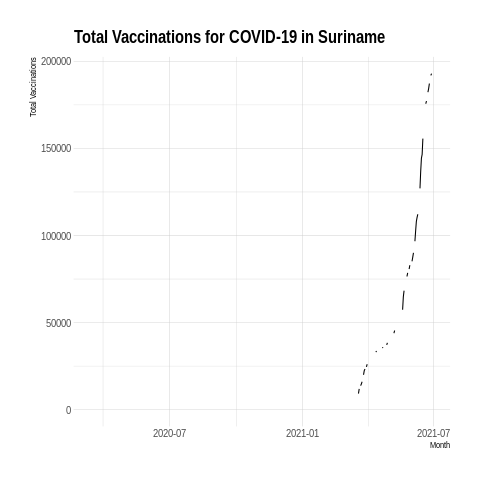 Total Vaccinations for COVID-19 in Suriname
Total Vaccinations
200000
150000
100000
50000
0
2020-07
2021-01
2021-07
Month